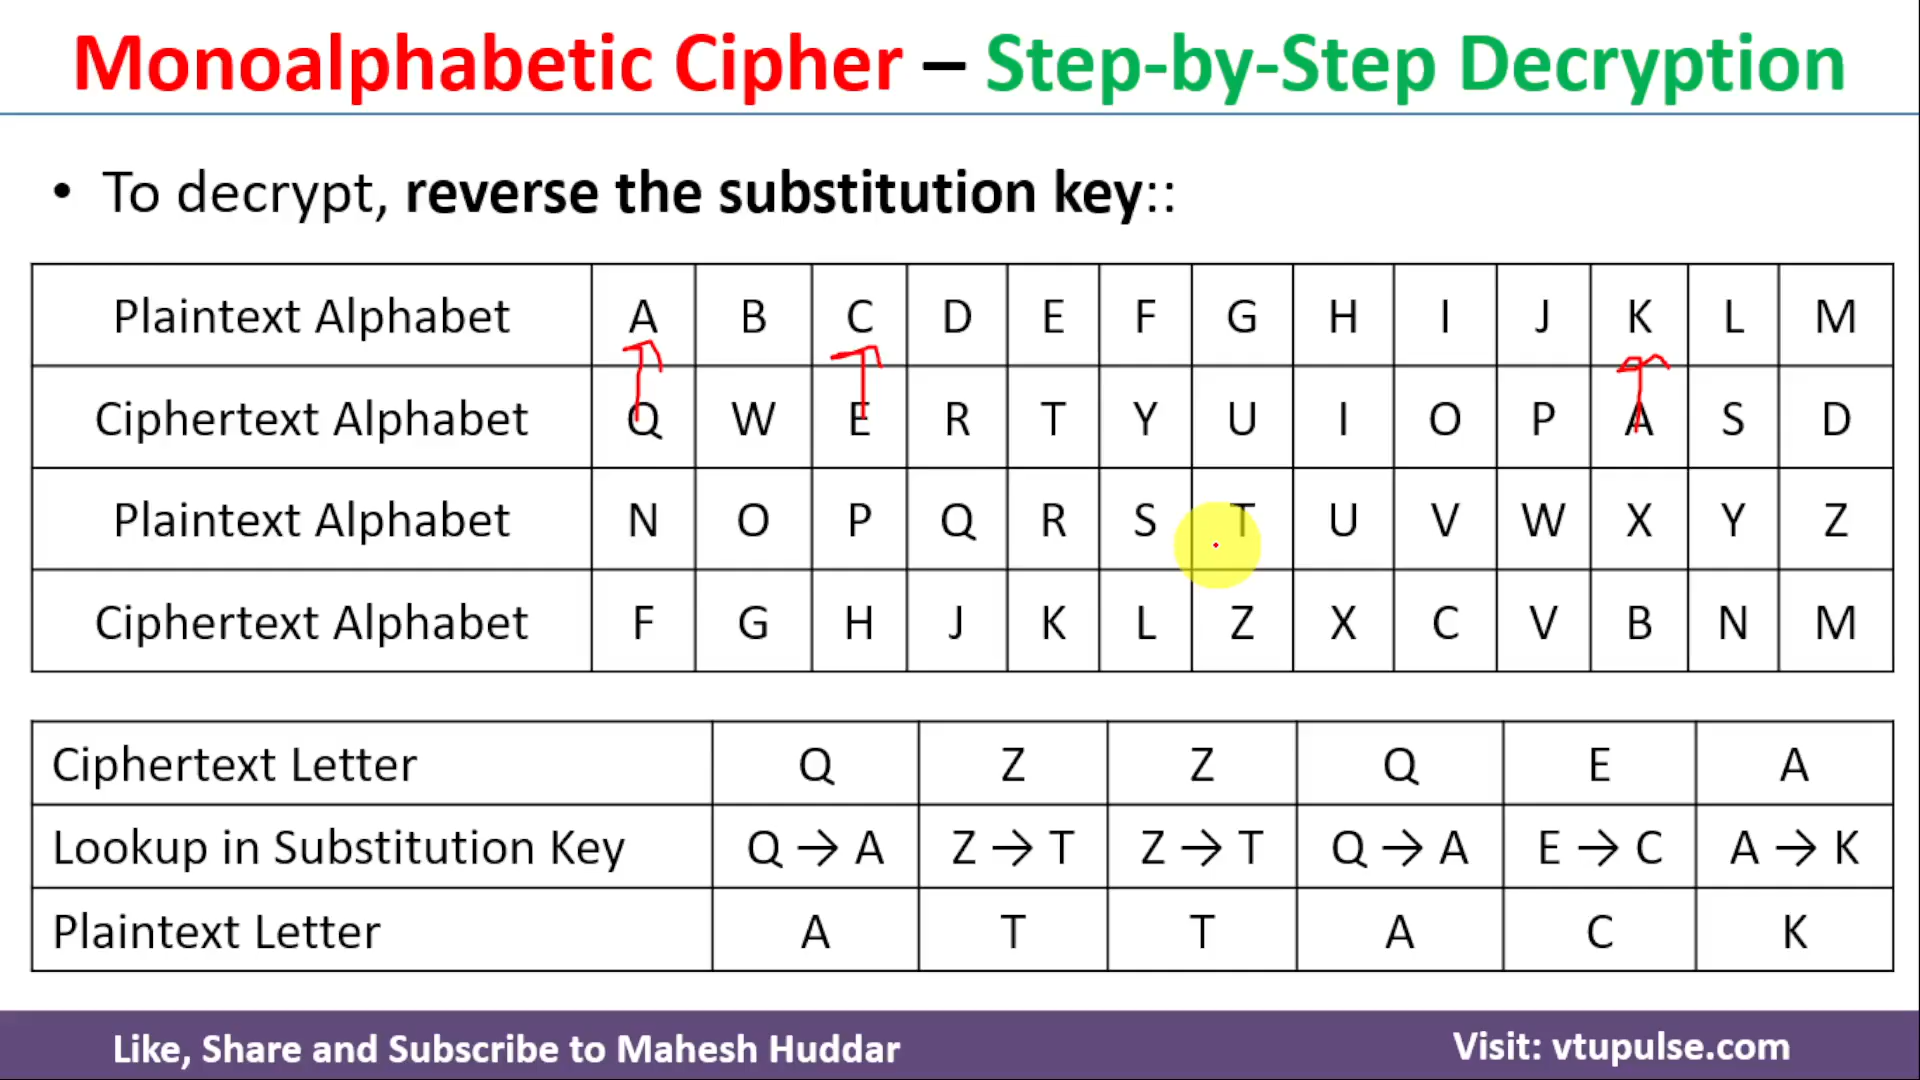 Monoalphabetic Cipher – Step-by-Step Decryption
• To decrypt, reverse the substitution key::
Plaintext Alphabet A B C D E F G H I J K L M
Ciphertext Alphabet Q W E R T Y U I O P A S D
Plaintext Alphabet N O P Q R S T U V W X Y Z
Ciphertext Alphabet F G H J K L Z X C V B N M
Ciphertext Letter Q Z Z Q E A
Lookup in Substitution Key Q → A Z → T Z → T Q → A E → C A → K
Plaintext Letter A T T A C K
Like, Share and Subscribe to Mahesh Huddar
Visit: vtupulse.com